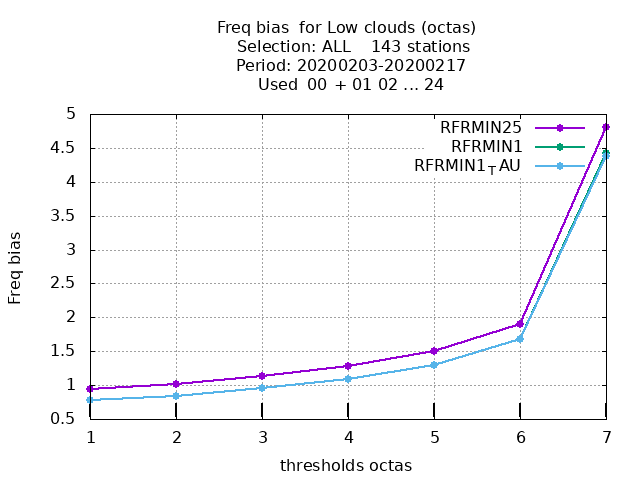 Freq bias  for Low clouds (octas)
Selection: ALL    143 stations
Period: 20200203-20200217
Used  00 + 01 02 ... 24
RFRMIN25
RFRMIN1
RFRMIN1TAU
5
4.5
4
3.5
3
2.5
2
1.5
1
0.5
Freq bias
1 2 3 4 5 6 7
thresholds octas